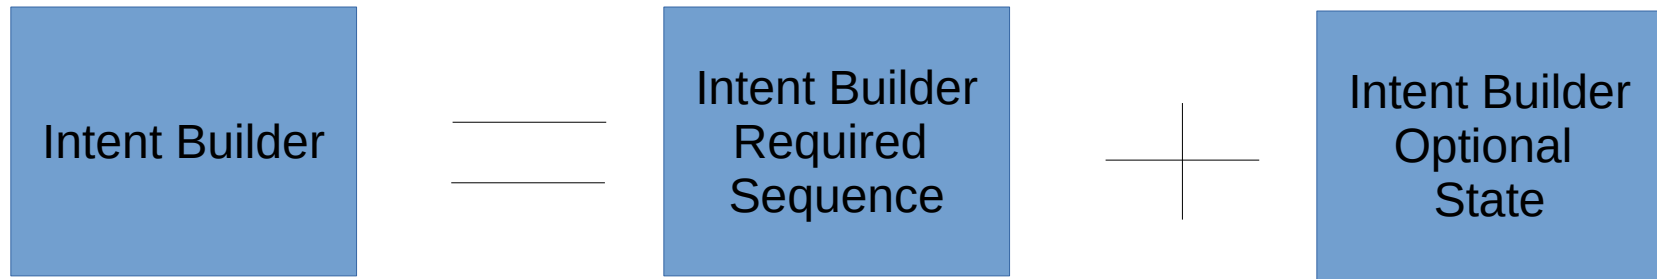 Intent Builder
Intent Builder
Required
Sequence
Intent Builder
Optional
State